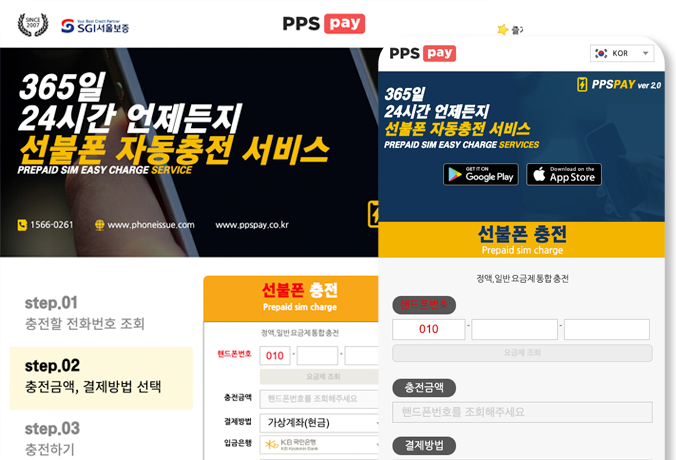 SINCE 2007
Your Best Credit Partner
SGI서울보증
PPS pay
즐겨
365일
24시간 언제든지
선불폰 자동충전 서비스
PREPAID SIM EASY CHARGE SERVICE
1566-0261
www.phoneissue.com
www.ppspay.co.kr
step.01
충전할 전화번호 조회
step.02
충전금액, 결제방법 선택
step.03
충전하기
선불폰 충전
Prepaid sim charge
정액,일반 요금제 통합 충전
핸드폰번호
010 - -
요금제 조회
충전금액
핸드폰번호를 조회해주세요
결제방법
가상계좌(현금)
입금은행
KB 국민은행
KB Kookmin Bank
PPS pay
KOR
PPSPAY ver 2.0
365일
24시간 언제든지
선불폰 자동충전 서비스
PREPAID SIM EASY CHARGE SERVICES
GET IT ON
Google Play
Download on the
App Store
선불폰 충전
Prepaid sim charge
정액,일반 요금제 통합 충전
핸드폰번호
010 - -
요금제 조회
충전금액
핸드폰번호를 조회해주세요
결제방법